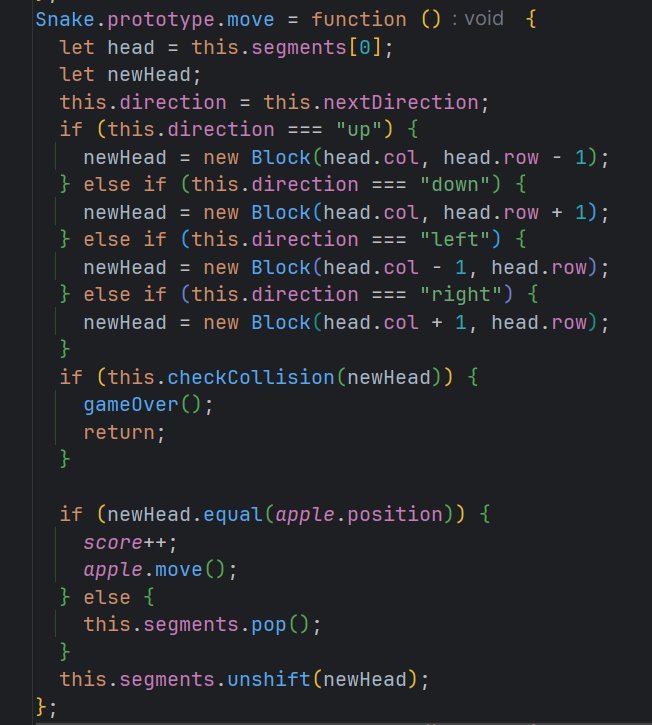 Snake.prototype.move = function () : void {
  let head = this.segments[0];
  let newHead;
  this.direction = this.nextDirection;
  if (this.direction === "up") {
    newHead = new Block(head.col, head.row - 1);
  } else if (this.direction === "down") {
    newHead = new Block(head.col, head.row + 1);
  } else if (this.direction === "left") {
    newHead = new Block(head.col - 1, head.row);
  } else if (this.direction === "right") {
    newHead = new Block(head.col + 1, head.row);
  }
  if (this.checkCollision(newHead)) {
    gameOver();
    return;
  }

  if (newHead.equal(apple.position)) {
    score++;
    apple.move();
  } else {
    this.segments.pop();
  }
  this.segments.unshift(newHead);
};